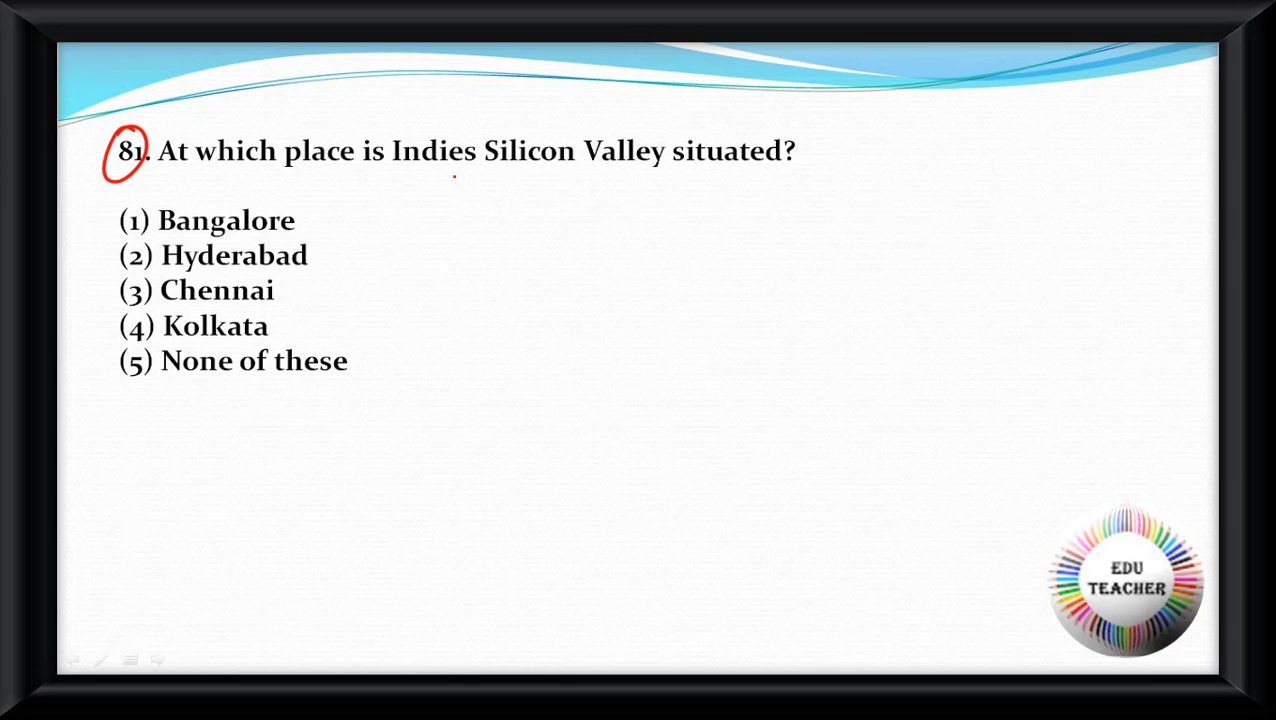 81. At which place is Indies Silicon Valley situated?
(1) Bangalore
(2) Hyderabad
(3) Chennai
(4) Kolkata
(5) None of these
EDU
TEACHER